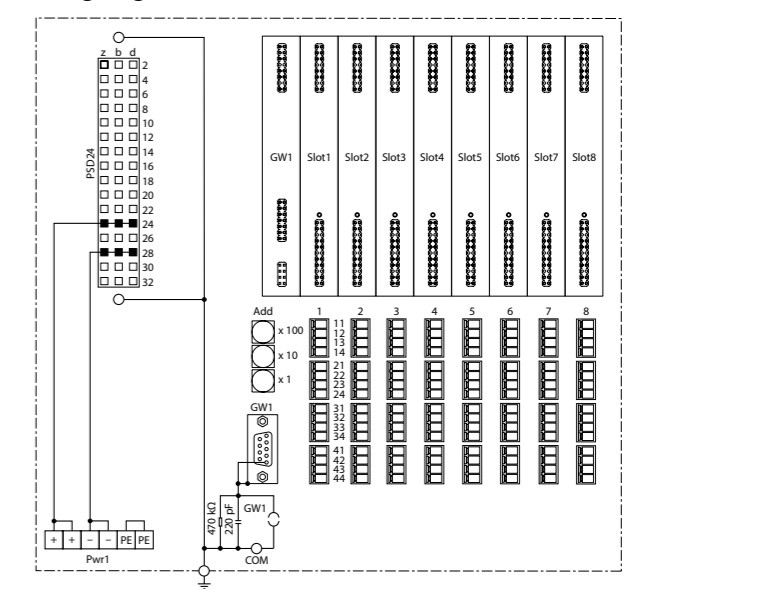 z b d
2
4
6
8
10
12
14
16
18
20
22
24
26
28
30
32
PSD24
GW1 Slot1 Slot2 Slot3 Slot4 Slot5 Slot6 Slot7 Slot8
Add
x 100
x 10
x 1
1 2 3 4 5 6 7 8
11
12
13
14
21
22
23
24
31
32
33
34
41
42
43
44
GW1
470 kΩ
220 pF
GW1
COM
+ + – – PE PE
Pwr1